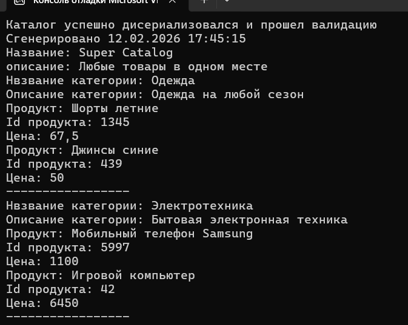 Консоль отладки Microsoft Vi
Каталог успешно дисериализовался и прошел валидацию
Сгенерировано 12.02.2026 17:45:15
Название: Super Catalog
описание: Любые товары в одном месте
Нвзвание категории: Одежда
Описание категории: Одежда на любой сезон
Продукт: Шорты летние
Id продукта: 1345
Цена: 67,5
Продукт: Джинсы синие
Id продукта: 439
Цена: 50
-----------------
Нвзвание категории: Электротехника
Описание категории: Бытовая электронная техника
Продукт: Мобильный телефон Samsung
Id продукта: 5997
Цена: 1100
Продукт: Игровой компьютер
Id продукта: 42
Цена: 6450
-----------------